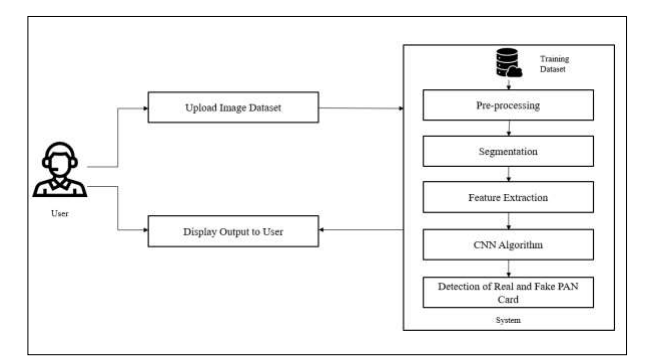 Training
Dataset
Upload Image Dataset
Pre-processing
Segmentation
User
Feature Extraction
Display Output to User
CNN Algorithm
Detection of Real and Fake PAN
Card
System